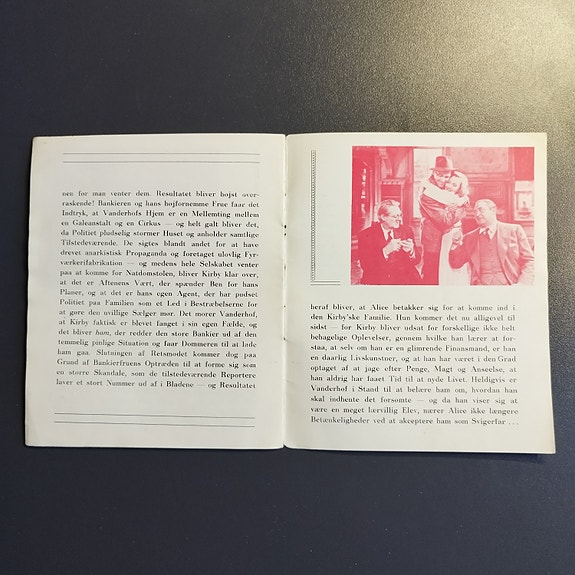 nen for man venter dem. Resultatet bliver højst over-
raskende! Bankieren og hans højfornemme Frue faar det
Indtryk, at Vanderhofs Hjem er en Mellemting mellem
en Galeanstalt og en Cirkus — og helt galt bliver det,
da Politiet pludselig stormer Huset og anholder samtlige
Tilstedeværende. De sigtes blandt andet for at have
drevet anarkistisk Propaganda og foretaget ulovlig Fyr-
værkerifabrikation — og medens hele Selskabet venter
paa at komme for Natdomstolen, bliver Kirby klar over,
at det er Aftenens Vært, der spænder Ben for hans
Planer, og at det er hans egen Agent, der har pudset
Politiet paa Familien som et Led i Bestræbelserne for
at gøre den uvillige Sælger mør. Det morer Vanderhof,
at Kirby faktisk er blevet fanget i sin egen Fælde, og
det bliver ham, der redder den store Bankier ud af den
temmelig pinlige Situation og faar Dommeren til at lade
ham gaa. Slutningen af Retsmødet kommer dog paa
Grund af Bankierfruens Optræden til at forme sig som
en større Skandale, som de tilstedeværende Reportere
laver et stort Nummer ud af i Bladene — og Resultatet
heraf bliver, at Alice betakker sig for at komme ind i
den Kirby'ske Familie. Hun kommer det nu alligevel til
sidst — for Kirby bliver udsat for forskellige ikke helt
behagelige Oplevelser, gennem hvilke han lærer at for-
staa, at selv om han er en glimrende Finansmand, er han
en daarlig Livskunstner, og at han har været i den Grad
optaget af at jage efter Penge, Magt og Anseelse, at
han aldrig har faaet Tid til at nyde Livet. Heldigvis er
Vanderhof i Stand til at belære ham om, hvordan han
skal indhente det forsømte — og da han viser sig at
være en meget lærvillig Elev, nærer Alice ikke længere
Betænkeligheder ved at akceptere ham som Svigerfar ...